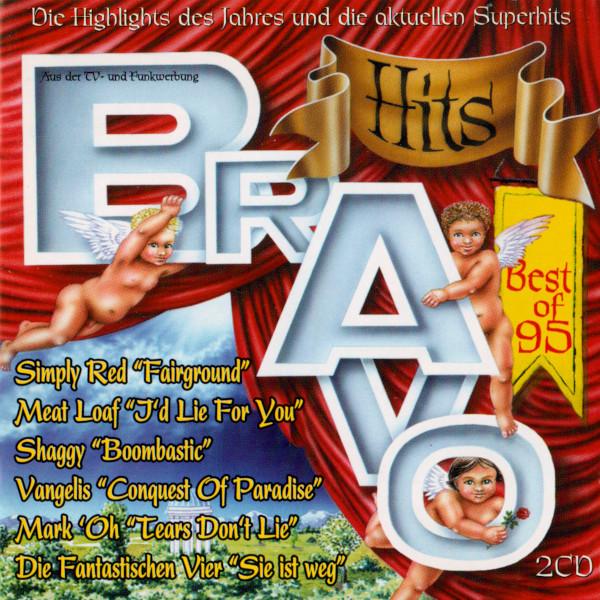 Die Highlights des Jahres und die aktuellen Superhits
Aus der TV- und Funkwerbung
BRAVO
Hits
Best
of
95
Simply Red "Fairground"
Meat Loaf "I'd Lie For You"
Shaggy "Boombastic"
Vangelis "Conquest Of Paradise"
Mark 'Oh "Tears Don't Lie"
Die Fantastischen Vier "Sie ist weg"
2CD